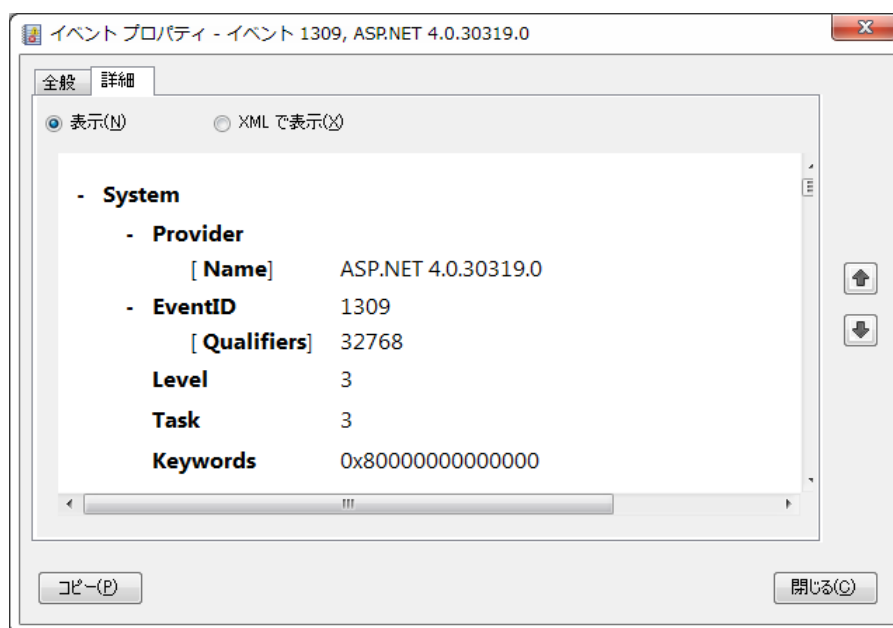 イベント プロパティ - イベント 1309, ASP.NET 4.0.30319.0
全般 詳細
表示(N) XML で表示(X)
- System
- Provider
[ Name] ASP.NET 4.0.30319.0
- EventID 1309
[ Qualifiers] 32768
Level 3
Task 3
Keywords 0x80000000000000
コピー(P) 閉じる(C)